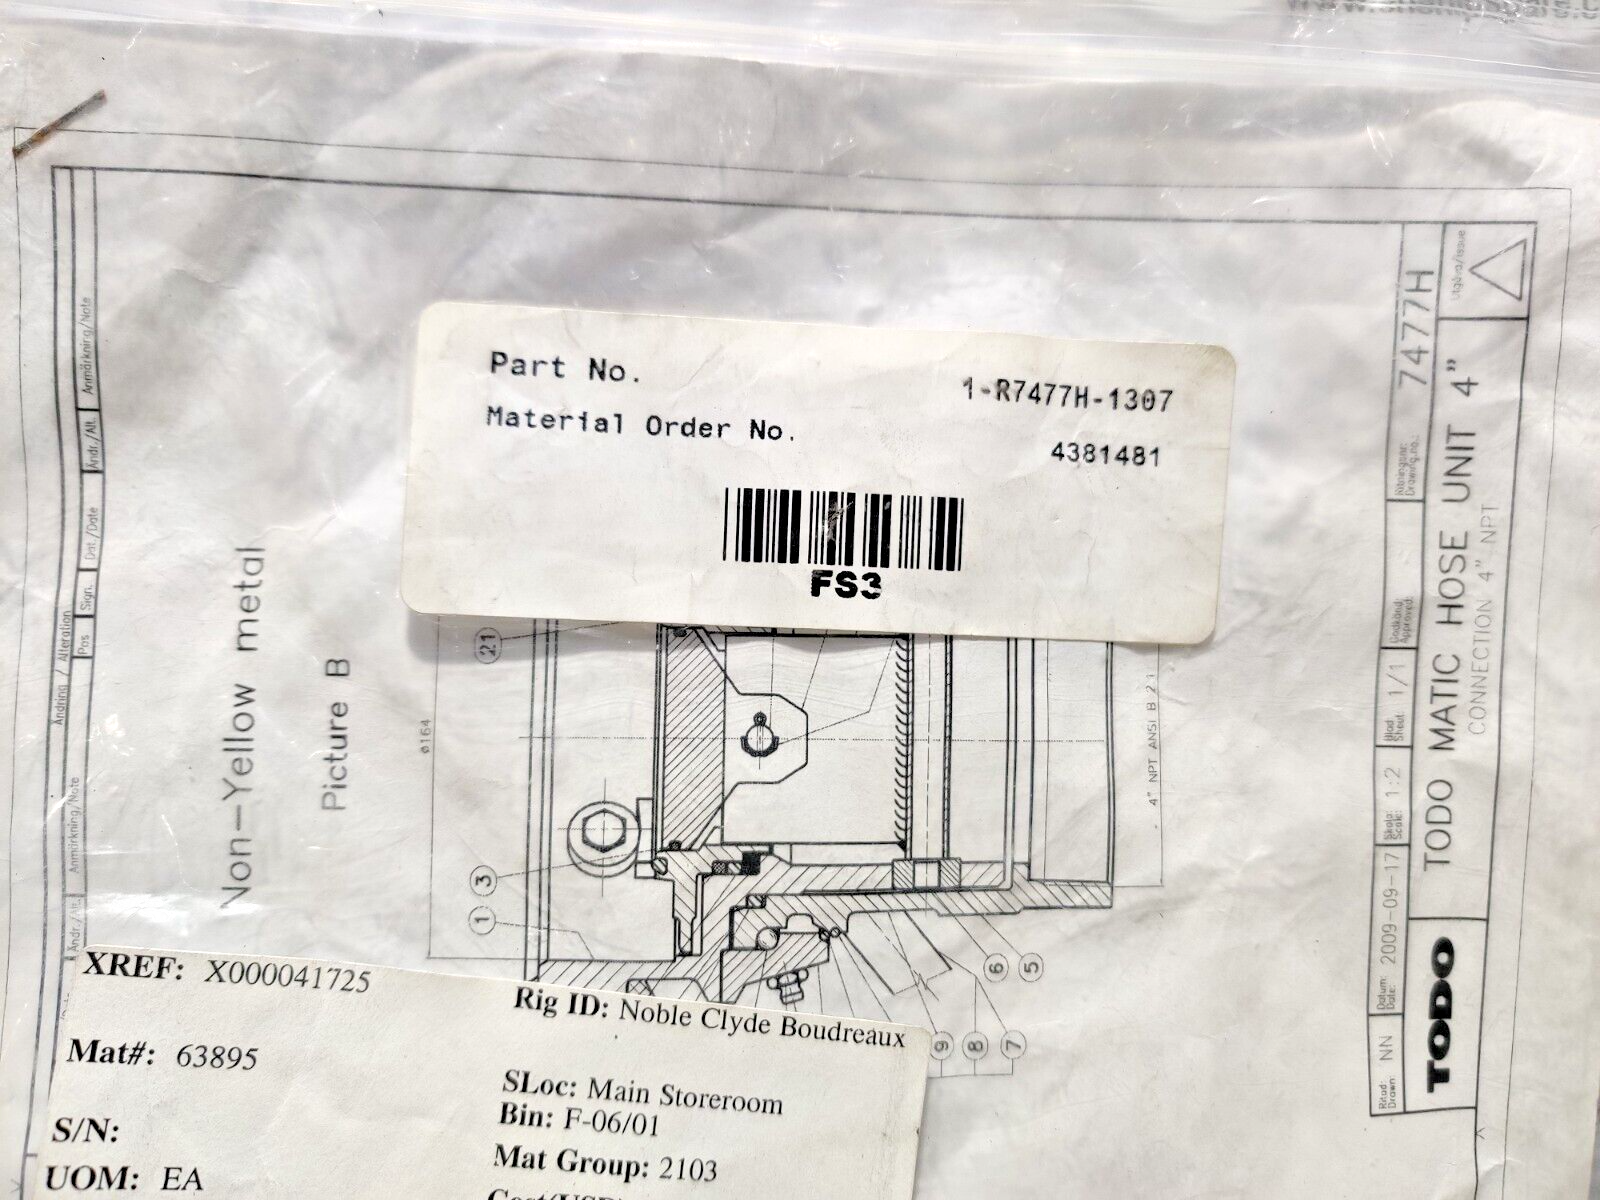 Part No. 1-R7477H-1307
Material Order No. 4381481
FS3
XREF: X000041725
Rig ID: Noble Clyde Boudreaux
Mat#: 63895
SLoc: Main Storeroom
Bin: F-06/01
S/N:
Mat Group: 2103
UOM: EA
Non-Yellow metal
Picture B
ø164
21
3
1
6
5
9
8
7
4" NPT ANSI B 2.1
Ändring / Alteration
Pos
Sign.
Dat./Date
Ändr./Alt.
Anmärkning/Note
Ändr./Alt.
Anmärkning/Note
Ritad:
Drawn:
NN
Datum:
Date:
2009-09-17
Skala:
Scale:
1:2
Blad:
Sheet:
1/1
Godkänd:
Approved:
Ritningsnr:
Drawing no.:
7477H
TODO
TODO MATIC HOSE UNIT 4"
CONNECTION 4" NPT
Utgåva/Issue